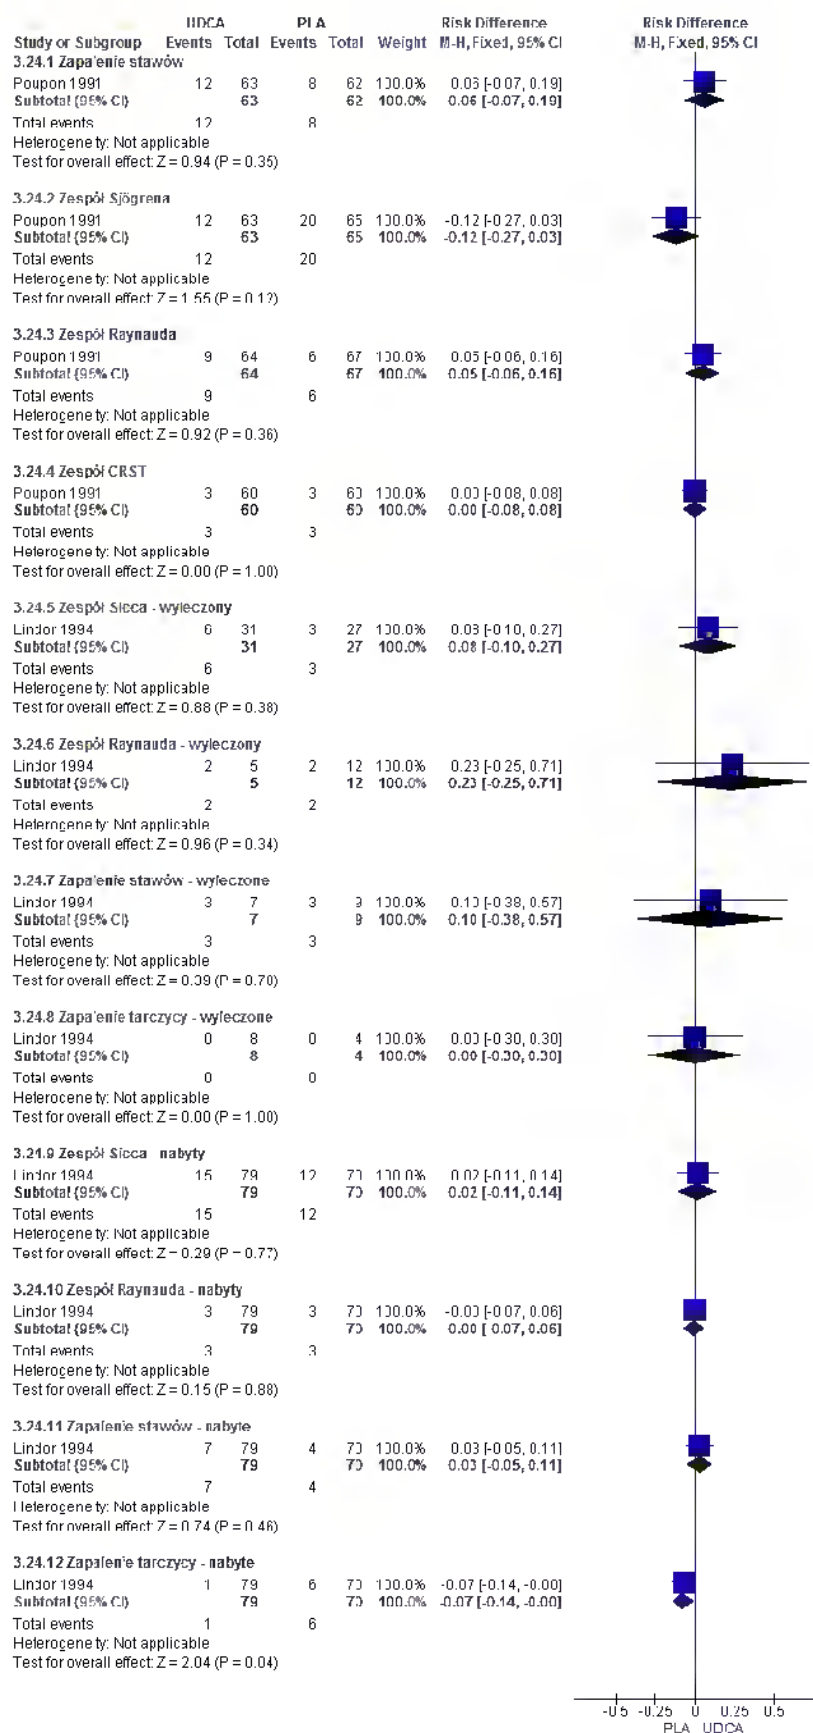 UDCA PLA Risk Difference Risk Difference
Study or Subgroup Events Total Events Total Weight M-H, Fixed, 95% CI M-H, Fixed, 95% CI
3.24.1 Zapalenie stawów
Poupon 1991 12 63 8 62 100.0% 0.06 [-0.07, 0.19]
Subtotal (95% CI) 63 62 100.0% 0.06 [-0.07, 0.19]
Total events 12 8
Heterogeneity: Not applicable
Test for overall effect: Z = 0.94 (P = 0.35)
3.24.2 Zespół Sjögrena
Poupon 1991 12 63 20 65 100.0% -0.12 [-0.27, 0.03]
Subtotal (95% CI) 63 65 100.0% -0.12 [-0.27, 0.03]
Total events 12 20
Heterogeneity: Not applicable
Test for overall effect: Z = 1.55 (P = 0.12)
3.24.3 Zespół Raynauda
Poupon 1991 9 64 6 67 100.0% 0.05 [-0.06, 0.16]
Subtotal (95% CI) 64 67 100.0% 0.05 [-0.06, 0.16]
Total events 9 6
Heterogeneity: Not applicable
Test for overall effect: Z = 0.92 (P = 0.36)
3.24.4 Zespół CRST
Poupon 1991 3 60 3 60 100.0% 0.00 [-0.08, 0.08]
Subtotal (95% CI) 60 60 100.0% 0.00 [-0.08, 0.08]
Total events 3 3
Heterogeneity: Not applicable
Test for overall effect: Z = 0.00 (P = 1.00)
3.24.5 Zespół Sicca - wyleczony
Lindor 1994 6 31 3 27 100.0% 0.08 [-0.10, 0.27]
Subtotal (95% CI) 31 27 100.0% 0.08 [-0.10, 0.27]
Total events 6 3
Heterogeneity: Not applicable
Test for overall effect: Z = 0.88 (P = 0.38)
3.24.6 Zespół Raynauda - wyleczony
Lindor 1994 2 5 2 12 100.0% 0.23 [-0.25, 0.71]
Subtotal (95% CI) 5 12 100.0% 0.23 [-0.25, 0.71]
Total events 2 2
Heterogeneity: Not applicable
Test for overall effect: Z = 0.96 (P = 0.34)
3.24.7 Zapalenie stawów - wyleczone
Lindor 1994 3 7 3 9 100.0% 0.10 [-0.38, 0.57]
Subtotal (95% CI) 7 9 100.0% 0.10 [-0.38, 0.57]
Total events 3 3
Heterogeneity: Not applicable
Test for overall effect: Z = 0.39 (P = 0.70)
3.24.8 Zapalenie tarczycy - wyleczone
Lindor 1994 0 8 0 4 100.0% 0.00 [-0.30, 0.30]
Subtotal (95% CI) 8 4 100.0% 0.00 [-0.30, 0.30]
Total events 0 0
Heterogeneity: Not applicable
Test for overall effect: Z = 0.00 (P = 1.00)
3.24.9 Zespół Sicca - nabyty
Lindor 1994 15 79 12 70 100.0% 0.02 [-0.11, 0.14]
Subtotal (95% CI) 79 70 100.0% 0.02 [-0.11, 0.14]
Total events 15 12
Heterogeneity: Not applicable
Test for overall effect: Z = 0.29 (P = 0.77)
3.24.10 Zespół Raynauda - nabyty
Lindor 1994 3 79 3 70 100.0% -0.00 [-0.07, 0.06]
Subtotal (95% CI) 79 70 100.0% -0.00 [-0.07, 0.06]
Total events 3 3
Heterogeneity: Not applicable
Test for overall effect: Z = 0.15 (P = 0.88)
3.24.11 Zapalenie stawów - nabyte
Lindor 1994 7 79 4 70 100.0% 0.03 [-0.05, 0.11]
Subtotal (95% CI) 79 70 100.0% 0.03 [-0.05, 0.11]
Total events 7 4
Heterogeneity: Not applicable
Test for overall effect: Z = 0.74 (P = 0.46)
3.24.12 Zapalenie tarczycy - nabyte
Lindor 1994 1 79 6 70 100.0% -0.07 [-0.14, -0.00]
Subtotal (95% CI) 79 70 100.0% -0.07 [-0.14, -0.00]
Total events 1 6
Heterogeneity: Not applicable
Test for overall effect: Z = 2.04 (P = 0.04)
-0.5 -0.25 0 0.25 0.5
PLA UDCA